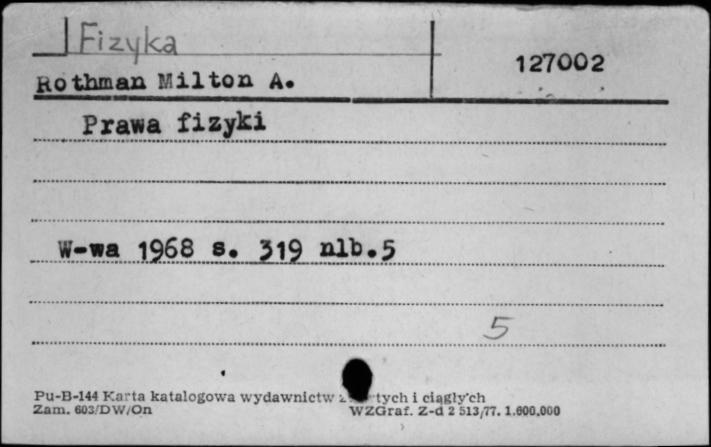 Fizyka
127002
Rothman Milton A.
Prawa fizyki
W-wa 1968 s. 319 nlb.5
5
Pu-B-144 Karta katalogowa wydawnictw i ciągłych
Zam. 603/DW/On WZGraf. Z-d 2 513/77. 1.600,000